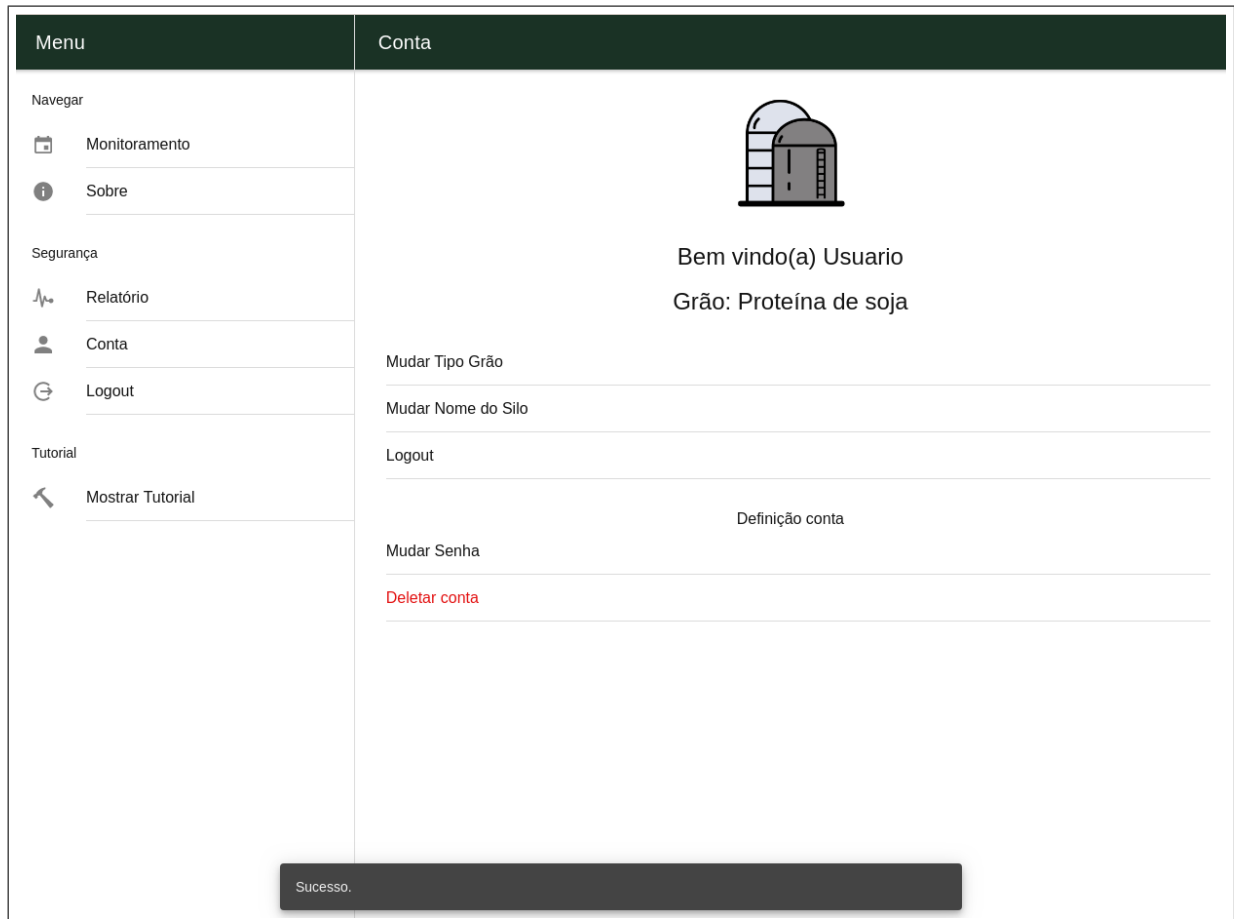 Menu
Navegar
Monitoramento
Sobre
Segurança
Relatório
Conta
Logout
Tutorial
Mostrar Tutorial
Conta
Bem vindo(a) Usuario
Grão: Proteína de soja
Mudar Tipo Grão
Mudar Nome do Silo
Logout
Definição conta
Mudar Senha
Deletar conta
Sucesso.